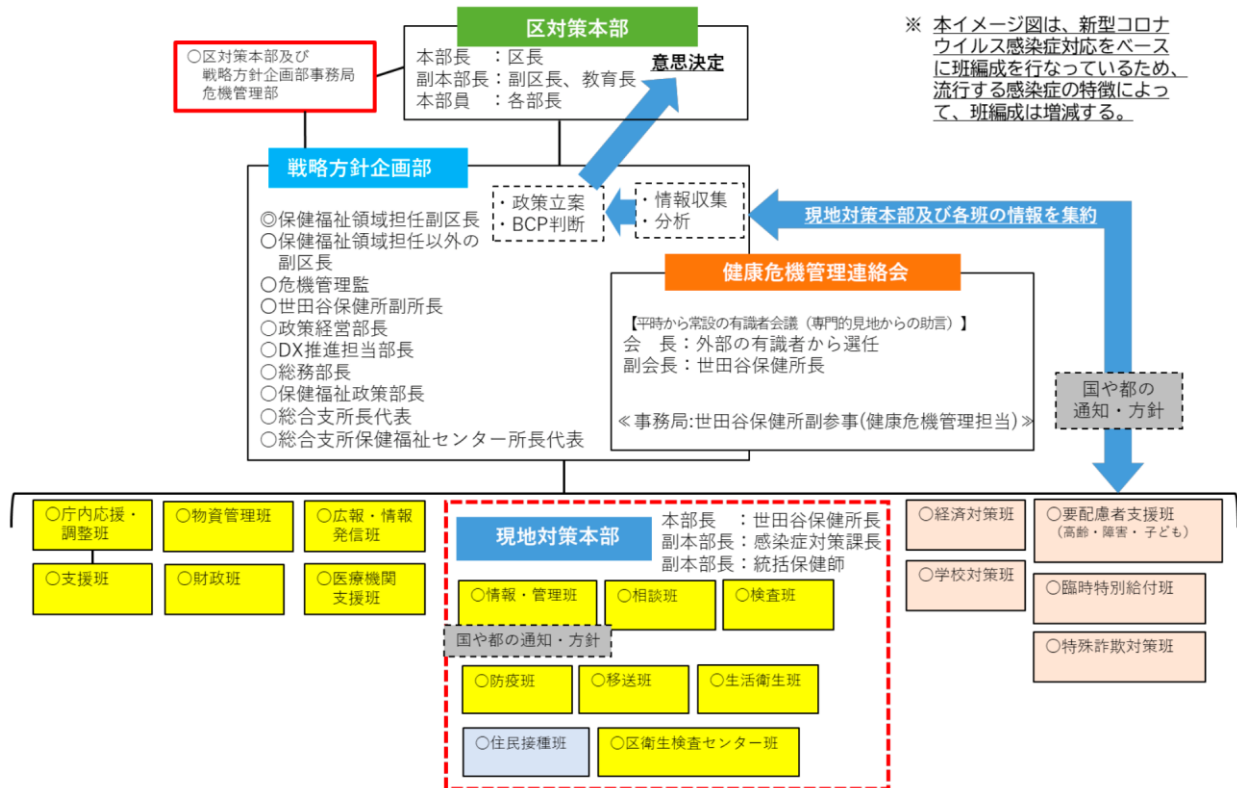 区対策本部
本部長　：区長
副本部長：副区長、教育長
本部員　：各部長
意思決定
○区対策本部及び
戦略方針企画部事務局
危機管理部
※ 本イメージ図は、新型コロナ
ウイルス感染症対応をベース
に班編成を行なっているため、
流行する感染症の特徴によっ
て、班編成は増減する。
戦略方針企画部
◎保健福祉領域担任副区長
○保健福祉領域担任以外の
副区長
○危機管理監
○世田谷保健所副所長
○政策経営部長
○DX推進担当部長
○総務部長
○保健福祉政策部長
○総合支所長代表
○総合支所保健福祉センター所長代表
・政策立案
・BCP判断
・情報収集
・分析
現地対策本部及び各班の情報を集約
健康危機管理連絡会
【平時から常設の有識者会議（専門的見地からの助言）】
会　長：外部の有識者から選任
副会長：世田谷保健所長
≪事務局:世田谷保健所副参事(健康危機管理担当)≫
国や都の
通知・方針
○庁内応援・
調整班
○物資管理班
○広報・情報
発信班
○支援班
○財政班
○医療機関
支援班
現地対策本部
本部長　：世田谷保健所長
副本部長：感染症対策課長
副本部長：統括保健師
○情報・管理班
○相談班
○検査班
国や都の通知・方針
○防疫班
○移送班
○生活衛生班
○住民接種班
○区衛生検査センター班
○経済対策班
○要配慮者支援班
（高齢・障害・子ども）
○学校対策班
○臨時特別給付班
○特殊詐欺対策班